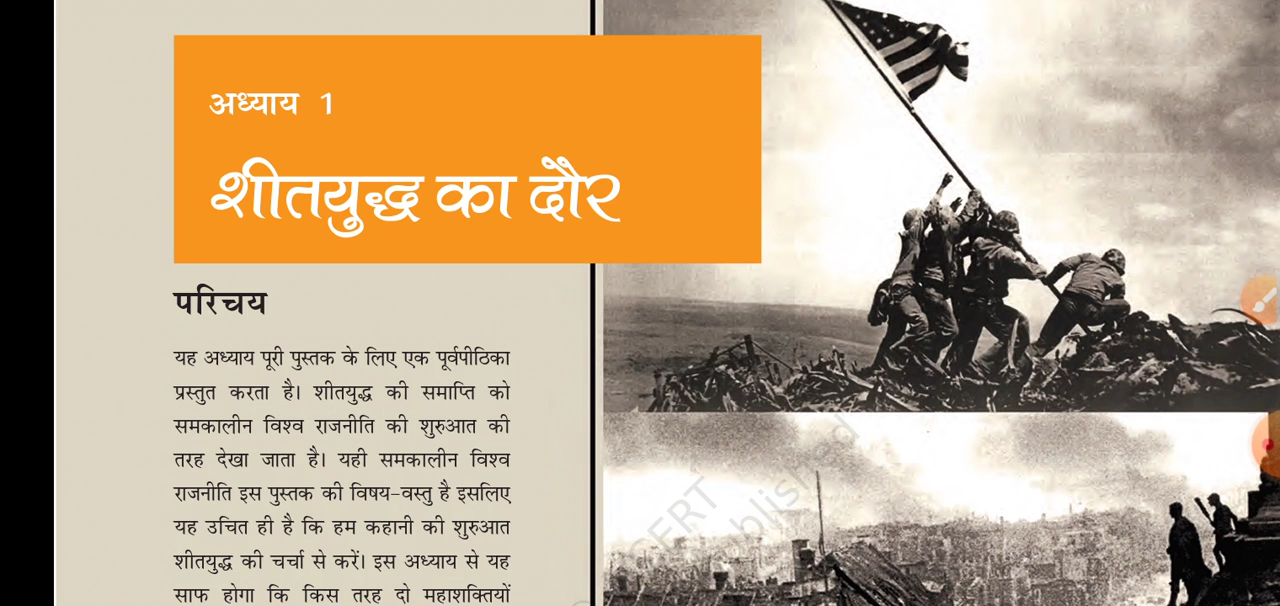 अध्याय 1
शीतयुद्ध का दौर
परिचय
यह अध्याय पूरी पुस्तक के लिए एक पूर्वपीठिका
प्रस्तुत करता है। शीतयुद्ध की समाप्ति को
समकालीन विश्व राजनीति की शुरुआत की
तरह देखा जाता है। यही समकालीन विश्व
राजनीति इस पुस्तक की विषय-वस्तु है इसलिए
यह उचित ही है कि हम कहानी की शुरुआत
शीतयुद्ध की चर्चा से करें। इस अध्याय से यह
साफ होगा कि किस तरह दो महाशक्तियों